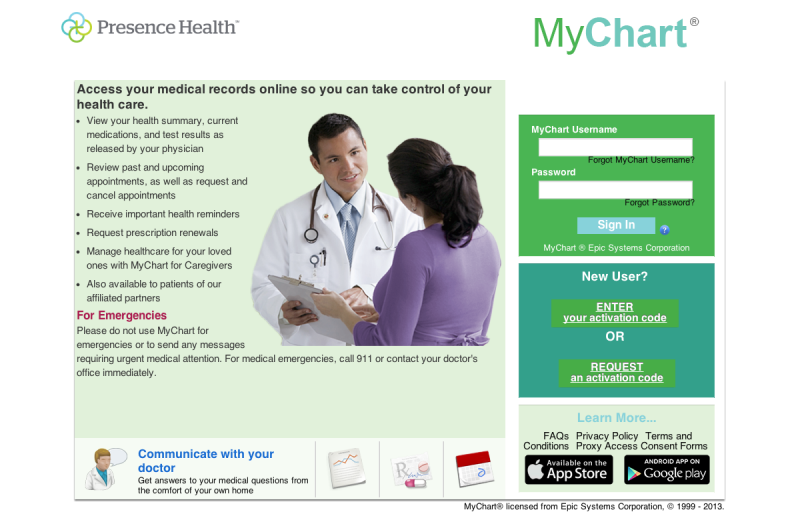 Presence Health
MyChart®
Access your medical records online so you can take control of your
health care.
• View your health summary, current
medications, and test results as
released by your physician
• Review past and upcoming
appointments, as well as request and
cancel appointments
• Receive important health reminders
• Request prescription renewals
• Manage healthcare for your loved
ones with MyChart for Caregivers
• Also available to patients of our
affiliated partners
For Emergencies
Please do not use MyChart for
emergencies or to send any messages
requiring urgent medical attention. For medical emergencies, call 911 or contact your doctor's
office immediately.
Communicate with your
doctor
Get answers to your medical questions from
the comfort of your own home
Rx
MyChart Username
Forgot MyChart Username?
Password
Forgot Password?
Sign In
?
MyChart ® Epic Systems Corporation
New User?
ENTER
your activation code
OR
REQUEST
an activation code
Learn More...
FAQs Privacy Policy Terms and
Conditions Proxy Access Consent Forms
Available on the
App Store
ANDROID APP ON
Google play
MyChart® licensed from Epic Systems Corporation, © 1999 - 2013.